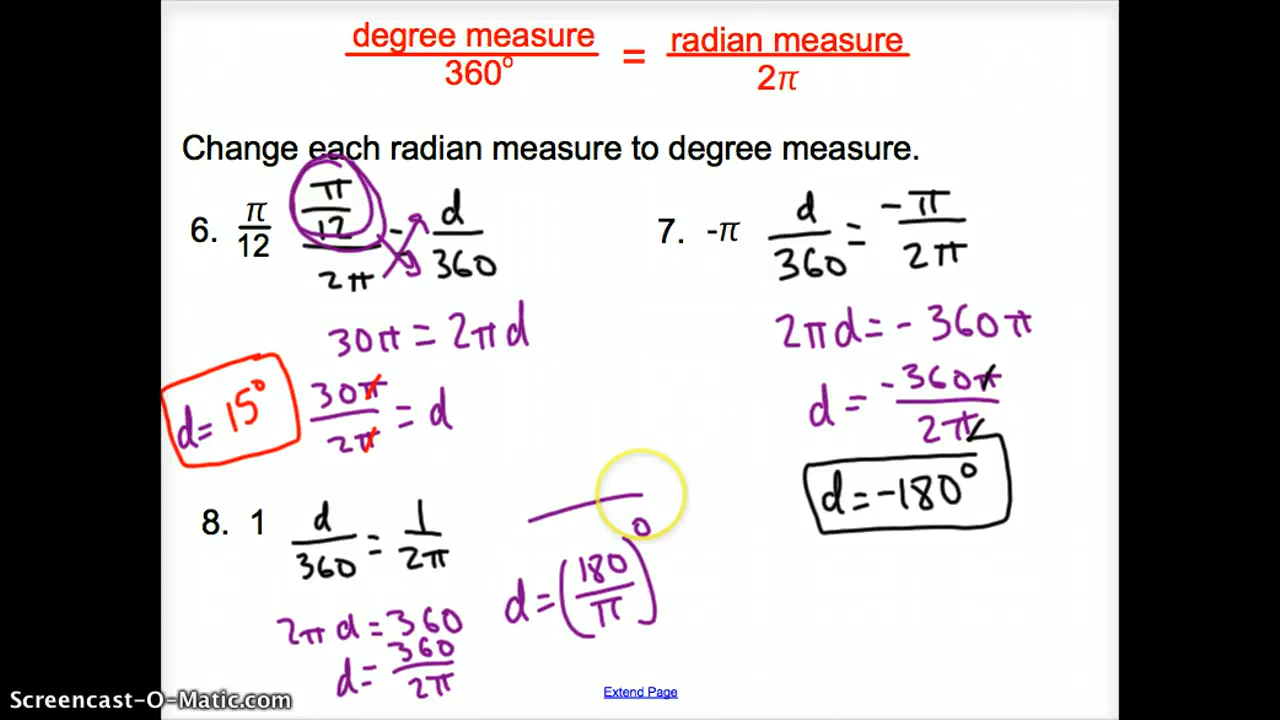 degree measure = radian measure
360° 2π
Change each radian measure to degree measure.
6. π/12
π/12 / 2π = d/360
30π = 2πd
30π/2π = d
d = 15°
7. -π
d/360 = -π/2π
2πd = -360π
d = -360π/2π
d = -180°
8. 1
d/360 = 1/2π
2πd = 360
d = 360/2π
d = (180/π)°
Extend Page
Screencast-O-Matic.com